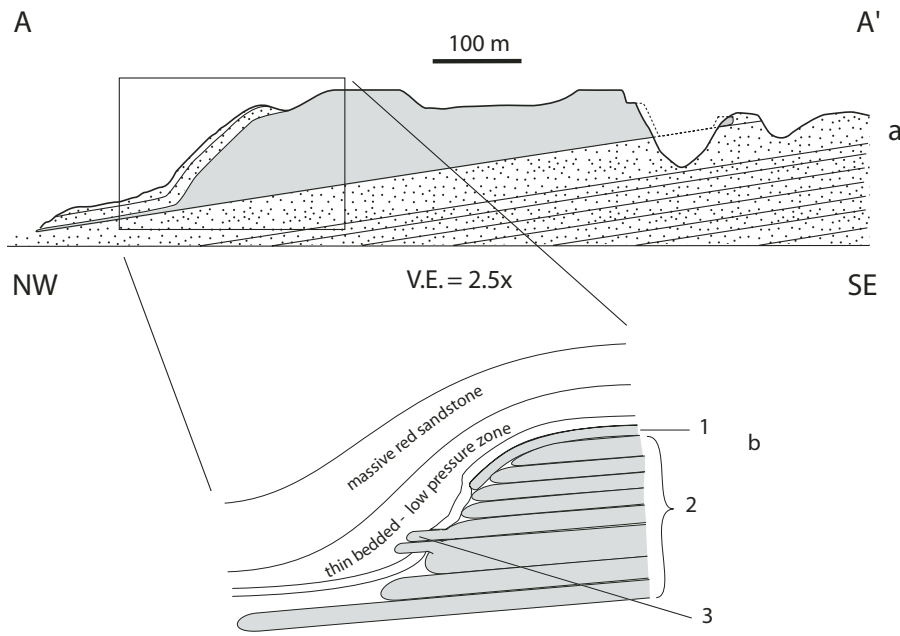 A
A'
100 m
a
NW
V.E. = 2.5x
SE
massive red sandstone
thin bedded - low pressure zone
1
b
2
3